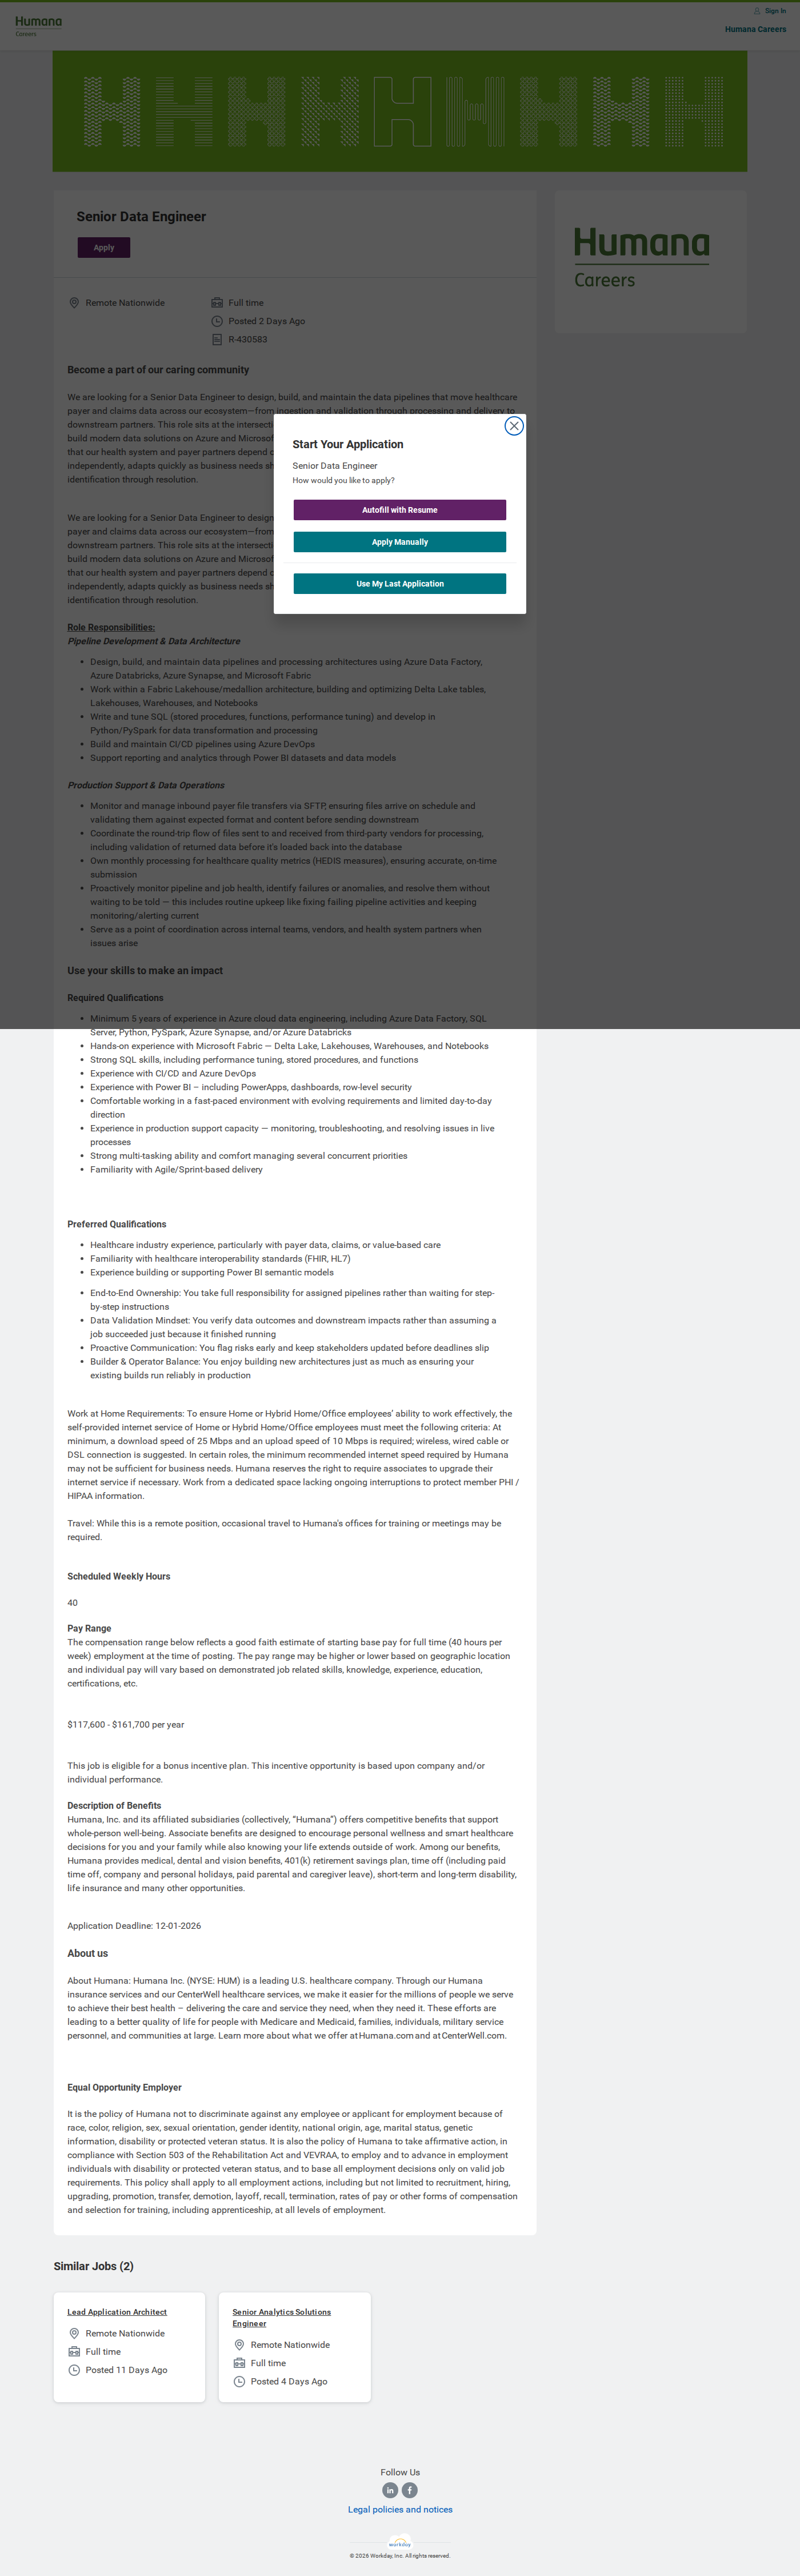 Humana
Careers
Sign In
Humana Careers
Senior Data Engineer
Apply
Humana
Careers
Remote Nationwide
Full time
Posted 2 Days Ago
R-430583
Become a part of our caring community
We are looking for a Senior Data Engineer to design, build, and maintain the data pipelines that move healthcare
payer and claims data across our ecosystem—from ingestion and validation through processing and delivery to
downstream partners. This role sits at the intersecti
build modern data solutions on Azure and Microsof
that our health system and payer partners depend o
independently, adapts quickly as business needs sh
identification through resolution.
We are looking for a Senior Data Engineer to design
payer and claims data across our ecosystem—from
downstream partners. This role sits at the intersecti
build modern data solutions on Azure and Microsof
that our health system and payer partners depend o
independently, adapts quickly as business needs sh
identification through resolution.
Start Your Application
Senior Data Engineer
How would you like to apply?
Autofill with Resume
Apply Manually
Use My Last Application
Role Responsibilities:
Pipeline Development & Data Architecture
• Design, build, and maintain data pipelines and processing architectures using Azure Data Factory,
Azure Databricks, Azure Synapse, and Microsoft Fabric
• Work within a Fabric Lakehouse/medallion architecture, building and optimizing Delta Lake tables,
Lakehouses, Warehouses, and Notebooks
• Write and tune SQL (stored procedures, functions, performance tuning) and develop in
Python/PySpark for data transformation and processing
• Build and maintain CI/CD pipelines using Azure DevOps
• Support reporting and analytics through Power BI datasets and data models
Production Support & Data Operations
• Monitor and manage inbound payer file transfers via SFTP, ensuring files arrive on schedule and
validating them against expected format and content before sending downstream
• Coordinate the round-trip flow of files sent to and received from third-party vendors for processing,
including validation of returned data before it's loaded back into the database
• Own monthly processing for healthcare quality metrics (HEDIS measures), ensuring accurate, on-time
submission
• Proactively monitor pipeline and job health, identify failures or anomalies, and resolve them without
waiting to be told — this includes routine upkeep like fixing failing pipeline activities and keeping
monitoring/alerting current
• Serve as a point of coordination across internal teams, vendors, and health system partners when
issues arise
Use your skills to make an impact
Required Qualifications
• Minimum 5 years of experience in Azure cloud data engineering, including Azure Data Factory, SQL
Server, Python, PySpark, Azure Synapse, and/or Azure Databricks
• Hands-on experience with Microsoft Fabric — Delta Lake, Lakehouses, Warehouses, and Notebooks
• Strong SQL skills, including performance tuning, stored procedures, and functions
• Experience with CI/CD and Azure DevOps
• Experience with Power BI – including PowerApps, dashboards, row-level security
• Comfortable working in a fast-paced environment with evolving requirements and limited day-to-day
direction
• Experience in production support capacity — monitoring, troubleshooting, and resolving issues in live
processes
• Strong multi-tasking ability and comfort managing several concurrent priorities
• Familiarity with Agile/Sprint-based delivery
Preferred Qualifications
• Healthcare industry experience, particularly with payer data, claims, or value-based care
• Familiarity with healthcare interoperability standards (FHIR, HL7)
• Experience building or supporting Power BI semantic models
• End-to-End Ownership: You take full responsibility for assigned pipelines rather than waiting for step-
by-step instructions
• Data Validation Mindset: You verify data outcomes and downstream impacts rather than assuming a
job succeeded just because it finished running
• Proactive Communication: You flag risks early and keep stakeholders updated before deadlines slip
• Builder & Operator Balance: You enjoy building new architectures just as much as ensuring your
existing builds run reliably in production
Work at Home Requirements: To ensure Home or Hybrid Home/Office employees' ability to work effectively, the
self-provided internet service of Home or Hybrid Home/Office employees must meet the following criteria: At
minimum, a download speed of 25 Mbps and an upload speed of 10 Mbps is required; wireless, wired cable or
DSL connection is suggested. In certain roles, the minimum recommended internet speed required by Humana
may not be sufficient for business needs. Humana reserves the right to require associates to upgrade their
internet service if necessary. Work from a dedicated space lacking ongoing interruptions to protect member PHI /
HIPAA information.
Travel: While this is a remote position, occasional travel to Humana's offices for training or meetings may be
required.
Scheduled Weekly Hours
40
Pay Range
The compensation range below reflects a good faith estimate of starting base pay for full time (40 hours per
week) employment at the time of posting. The pay range may be higher or lower based on geographic location
and individual pay will vary based on demonstrated job related skills, knowledge, experience, education,
certifications, etc.
$117,600 - $161,700 per year
This job is eligible for a bonus incentive plan. This incentive opportunity is based upon company and/or
individual performance.
Description of Benefits
Humana, Inc. and its affiliated subsidiaries (collectively, “Humana”) offers competitive benefits that support
whole-person well-being. Associate benefits are designed to encourage personal wellness and smart healthcare
decisions for you and your family while also knowing your life extends outside of work. Among our benefits,
Humana provides medical, dental and vision benefits, 401(k) retirement savings plan, time off (including paid
time off, company and personal holidays, paid parental and caregiver leave), short-term and long-term disability,
life insurance and many other opportunities.
Application Deadline: 12-01-2026
About us
About Humana: Humana Inc. (NYSE: HUM) is a leading U.S. healthcare company. Through our Humana
insurance services and our CenterWell healthcare services, we make it easier for the millions of people we serve
to achieve their best health – delivering the care and service they need, when they need it. These efforts are
leading to a better quality of life for people with Medicare and Medicaid, families, individuals, military service
personnel, and communities at large. Learn more about what we offer at Humana.com and at CenterWell.com.
Equal Opportunity Employer
It is the policy of Humana not to discriminate against any employee or applicant for employment because of
race, color, religion, sex, sexual orientation, gender identity, national origin, age, marital status, genetic
information, disability or protected veteran status. It is also the policy of Humana to take affirmative action, in
compliance with Section 503 of the Rehabilitation Act and VEVRAA, to employ and to advance in employment
individuals with disability or protected veteran status, and to base all employment decisions only on valid job
requirements. This policy shall apply to all employment actions, including but not limited to recruitment, hiring,
upgrading, promotion, transfer, demotion, layoff, recall, termination, rates of pay or other forms of compensation
and selection for training, including apprenticeship, at all levels of employment.
Similar Jobs (2)
Lead Application Architect
Remote Nationwide
Full time
Posted 11 Days Ago
Senior Analytics Solutions
Engineer
Remote Nationwide
Full time
Posted 4 Days Ago
Follow Us
Legal policies and notices
workday
© 2026 Workday, Inc. All rights reserved.